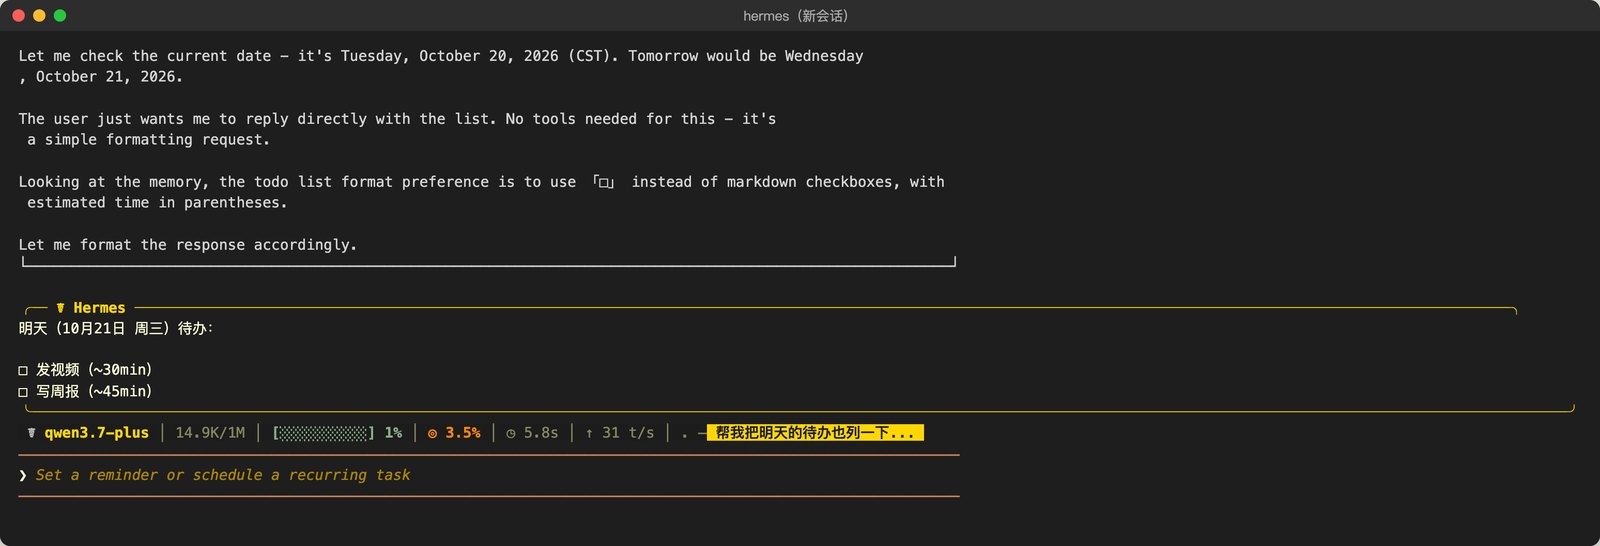 hermes（新会话）
Let me check the current date – it's Tuesday, October 20, 2026 (CST). Tomorrow would be Wednesday
, October 21, 2026.
The user just wants me to reply directly with the list. No tools needed for this – it's
a simple formatting request.
Looking at the memory, the todo list format preference is to use 「□」 instead of markdown checkboxes, with
estimated time in parentheses.
Let me format the response accordingly.
☤ Hermes
明天（10月21日 周三）待办：
□ 发视频（~30min）
□ 写周报（~45min）
☤ qwen3.7-plus │ 14.9K/1M │ [░░░░░░░░░░] 1% │ ◎ 3.5% │ ◷ 5.8s │ ↑ 31 t/s │ . — 帮我把明天的待办也列一下...
❯ Set a reminder or schedule a recurring task